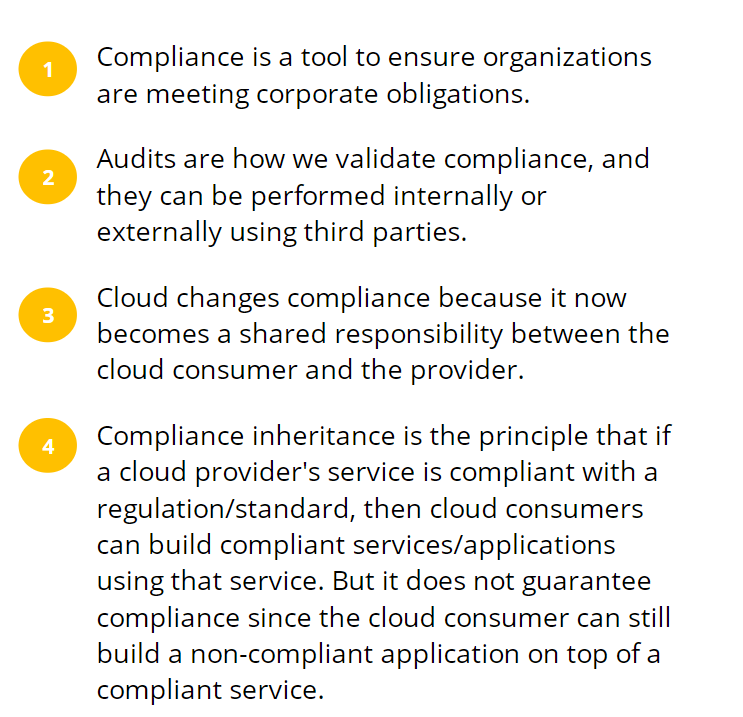 1
Compliance is a tool to ensure organizations
are meeting corporate obligations.
2
Audits are how we validate compliance, and
they can be performed internally or
externally using third parties.
3
Cloud changes compliance because it now
becomes a shared responsibility between the
cloud consumer and the provider.
4
Compliance inheritance is the principle that if
a cloud provider's service is compliant with a
regulation/standard, then cloud consumers
can build compliant services/applications
using that service. But it does not guarantee
compliance since the cloud consumer can still
build a non-compliant application on top of a
compliant service.